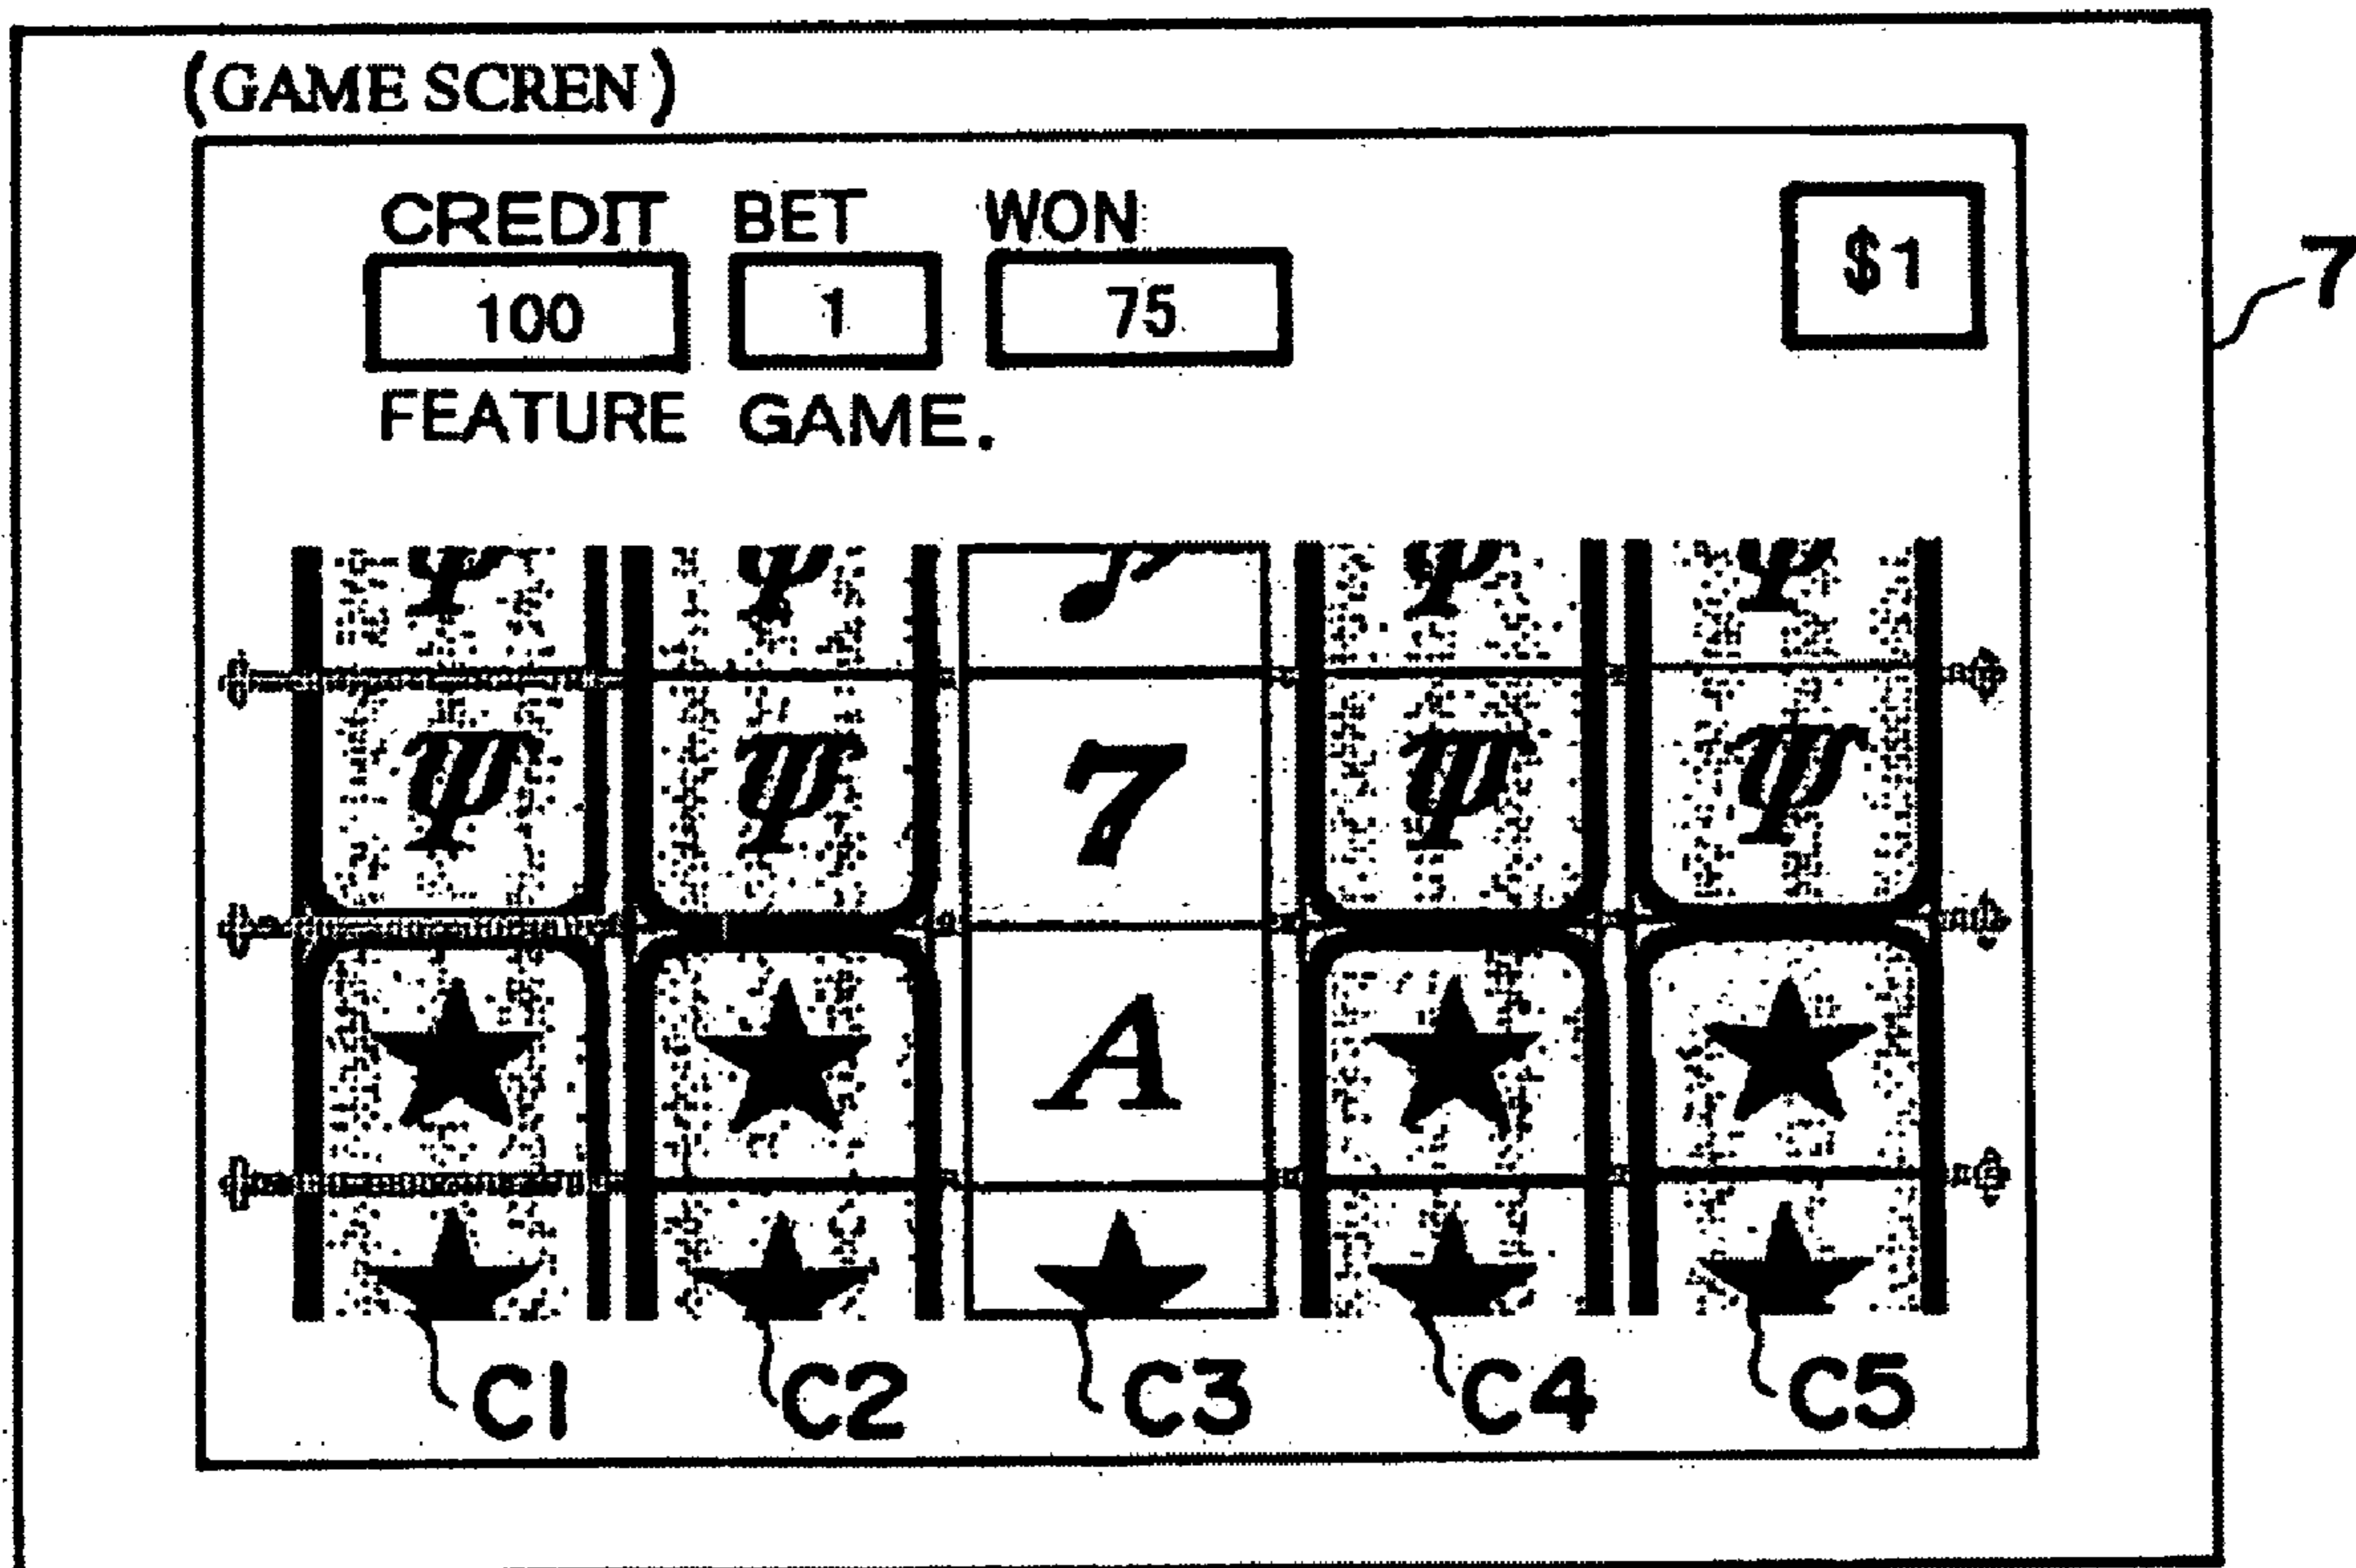 (GAME SCREN)
CREDIT BET WON
$1
100 1 75
7
FEATURE GAME.
Ψ Ψ Ψ Ψ
Ψ Ψ 7 Ψ Ψ
A
C1 C2 C3 C4 C5